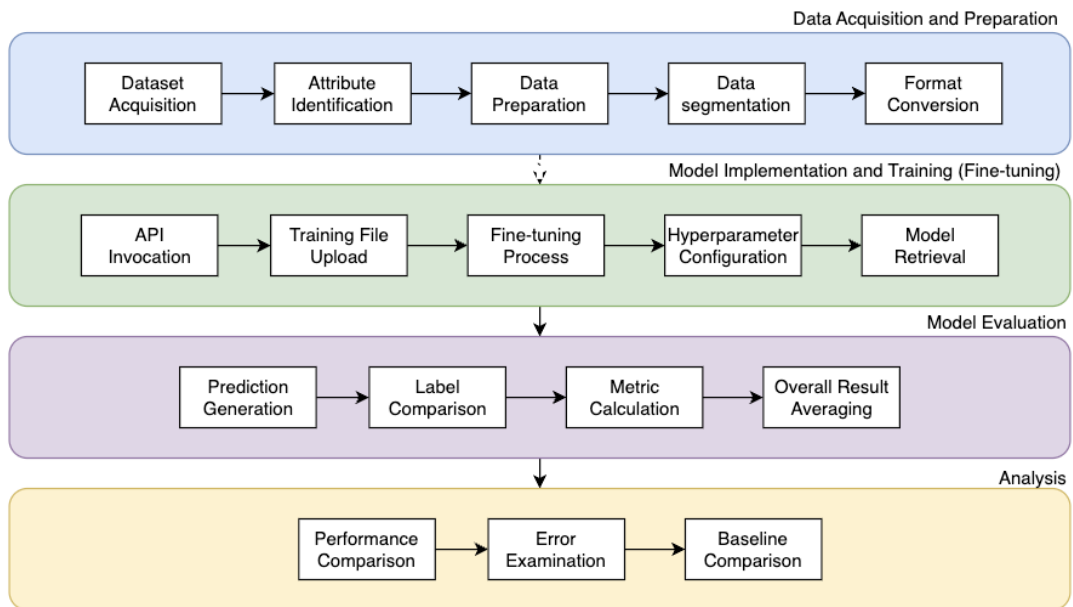 Data Acquisition and Preparation
Dataset
Acquisition
Attribute
Identification
Data
Preparation
Data
segmentation
Format
Conversion
Model Implementation and Training (Fine-tuning)
API
Invocation
Training File
Upload
Fine-tuning
Process
Hyperparameter
Configuration
Model
Retrieval
Model Evaluation
Prediction
Generation
Label
Comparison
Metric
Calculation
Overall Result
Averaging
Analysis
Performance
Comparison
Error
Examination
Baseline
Comparison